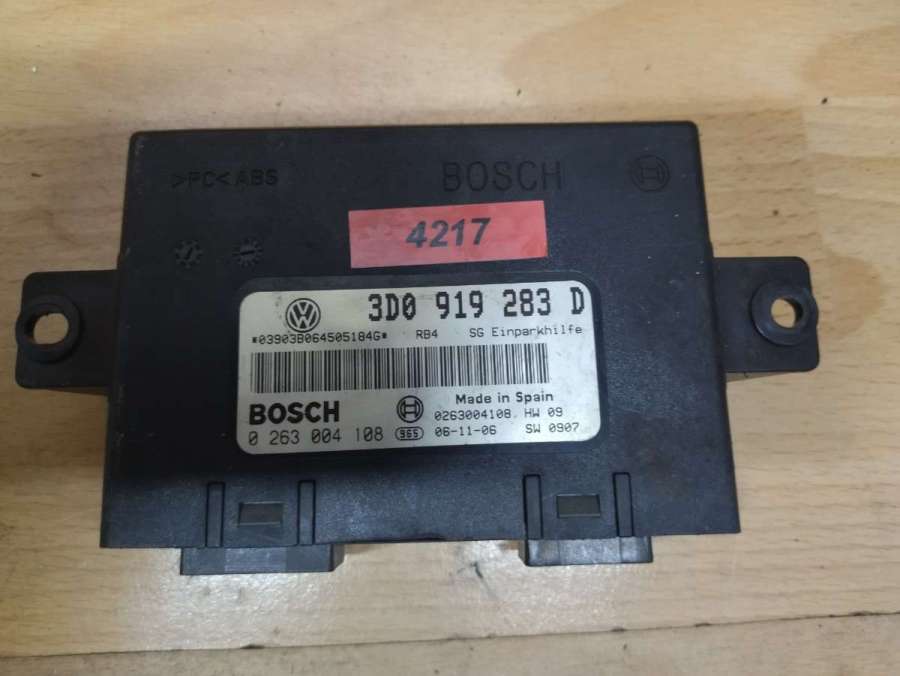 >PC<ABS
BOSCH
4217
3D0 919 283 D
*03903B064505184G* RB4 SG Einparkhilfe
Made in Spain
BOSCH
0263004108 HW 09
0 263 004 108 965 06-11-06 SW 0907